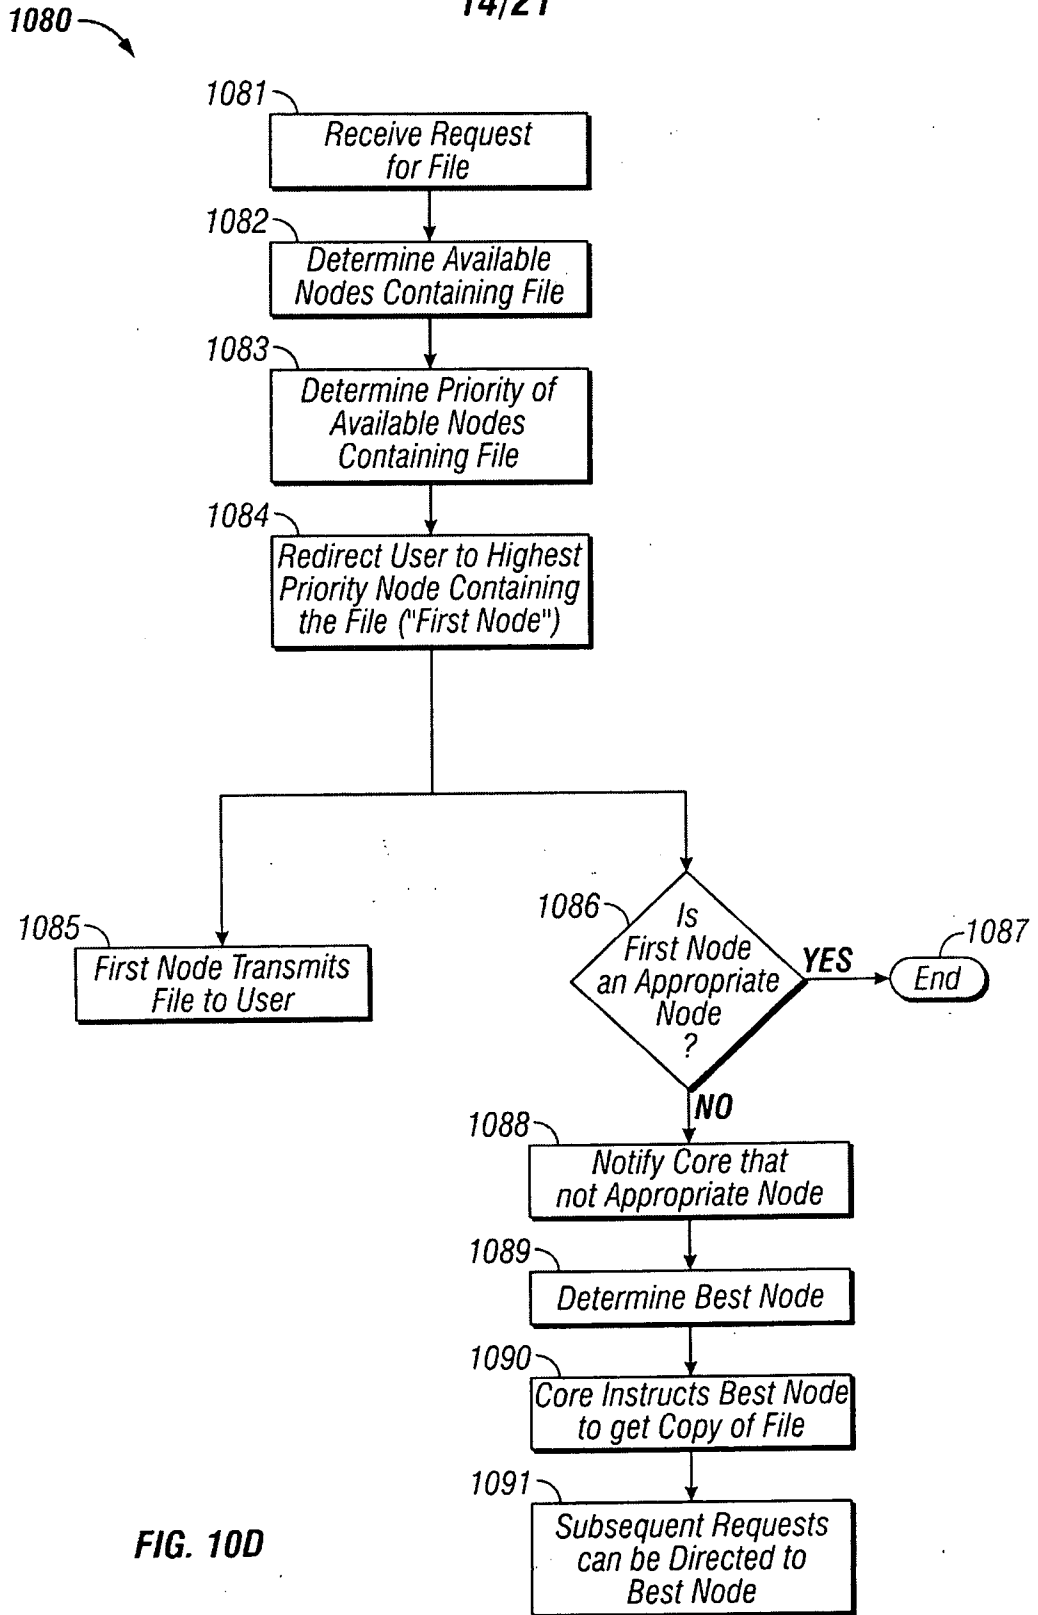 14/21
1080
1081
Receive Request
for File
1082
Determine Available
Nodes Containing File
1083
Determine Priority of
Available Nodes
Containing File
1084
Redirect User to Highest
Priority Node Containing
the File ("First Node")
1085
First Node Transmits
File to User
1086
Is
First Node
an Appropriate
Node
?
YES
1087
End
NO
1088
Notify Core that
not Appropriate Node
1089
Determine Best Node
1090
Core Instructs Best Node
to get Copy of File
1091
Subsequent Requests
can be Directed to
Best Node
FIG. 10D